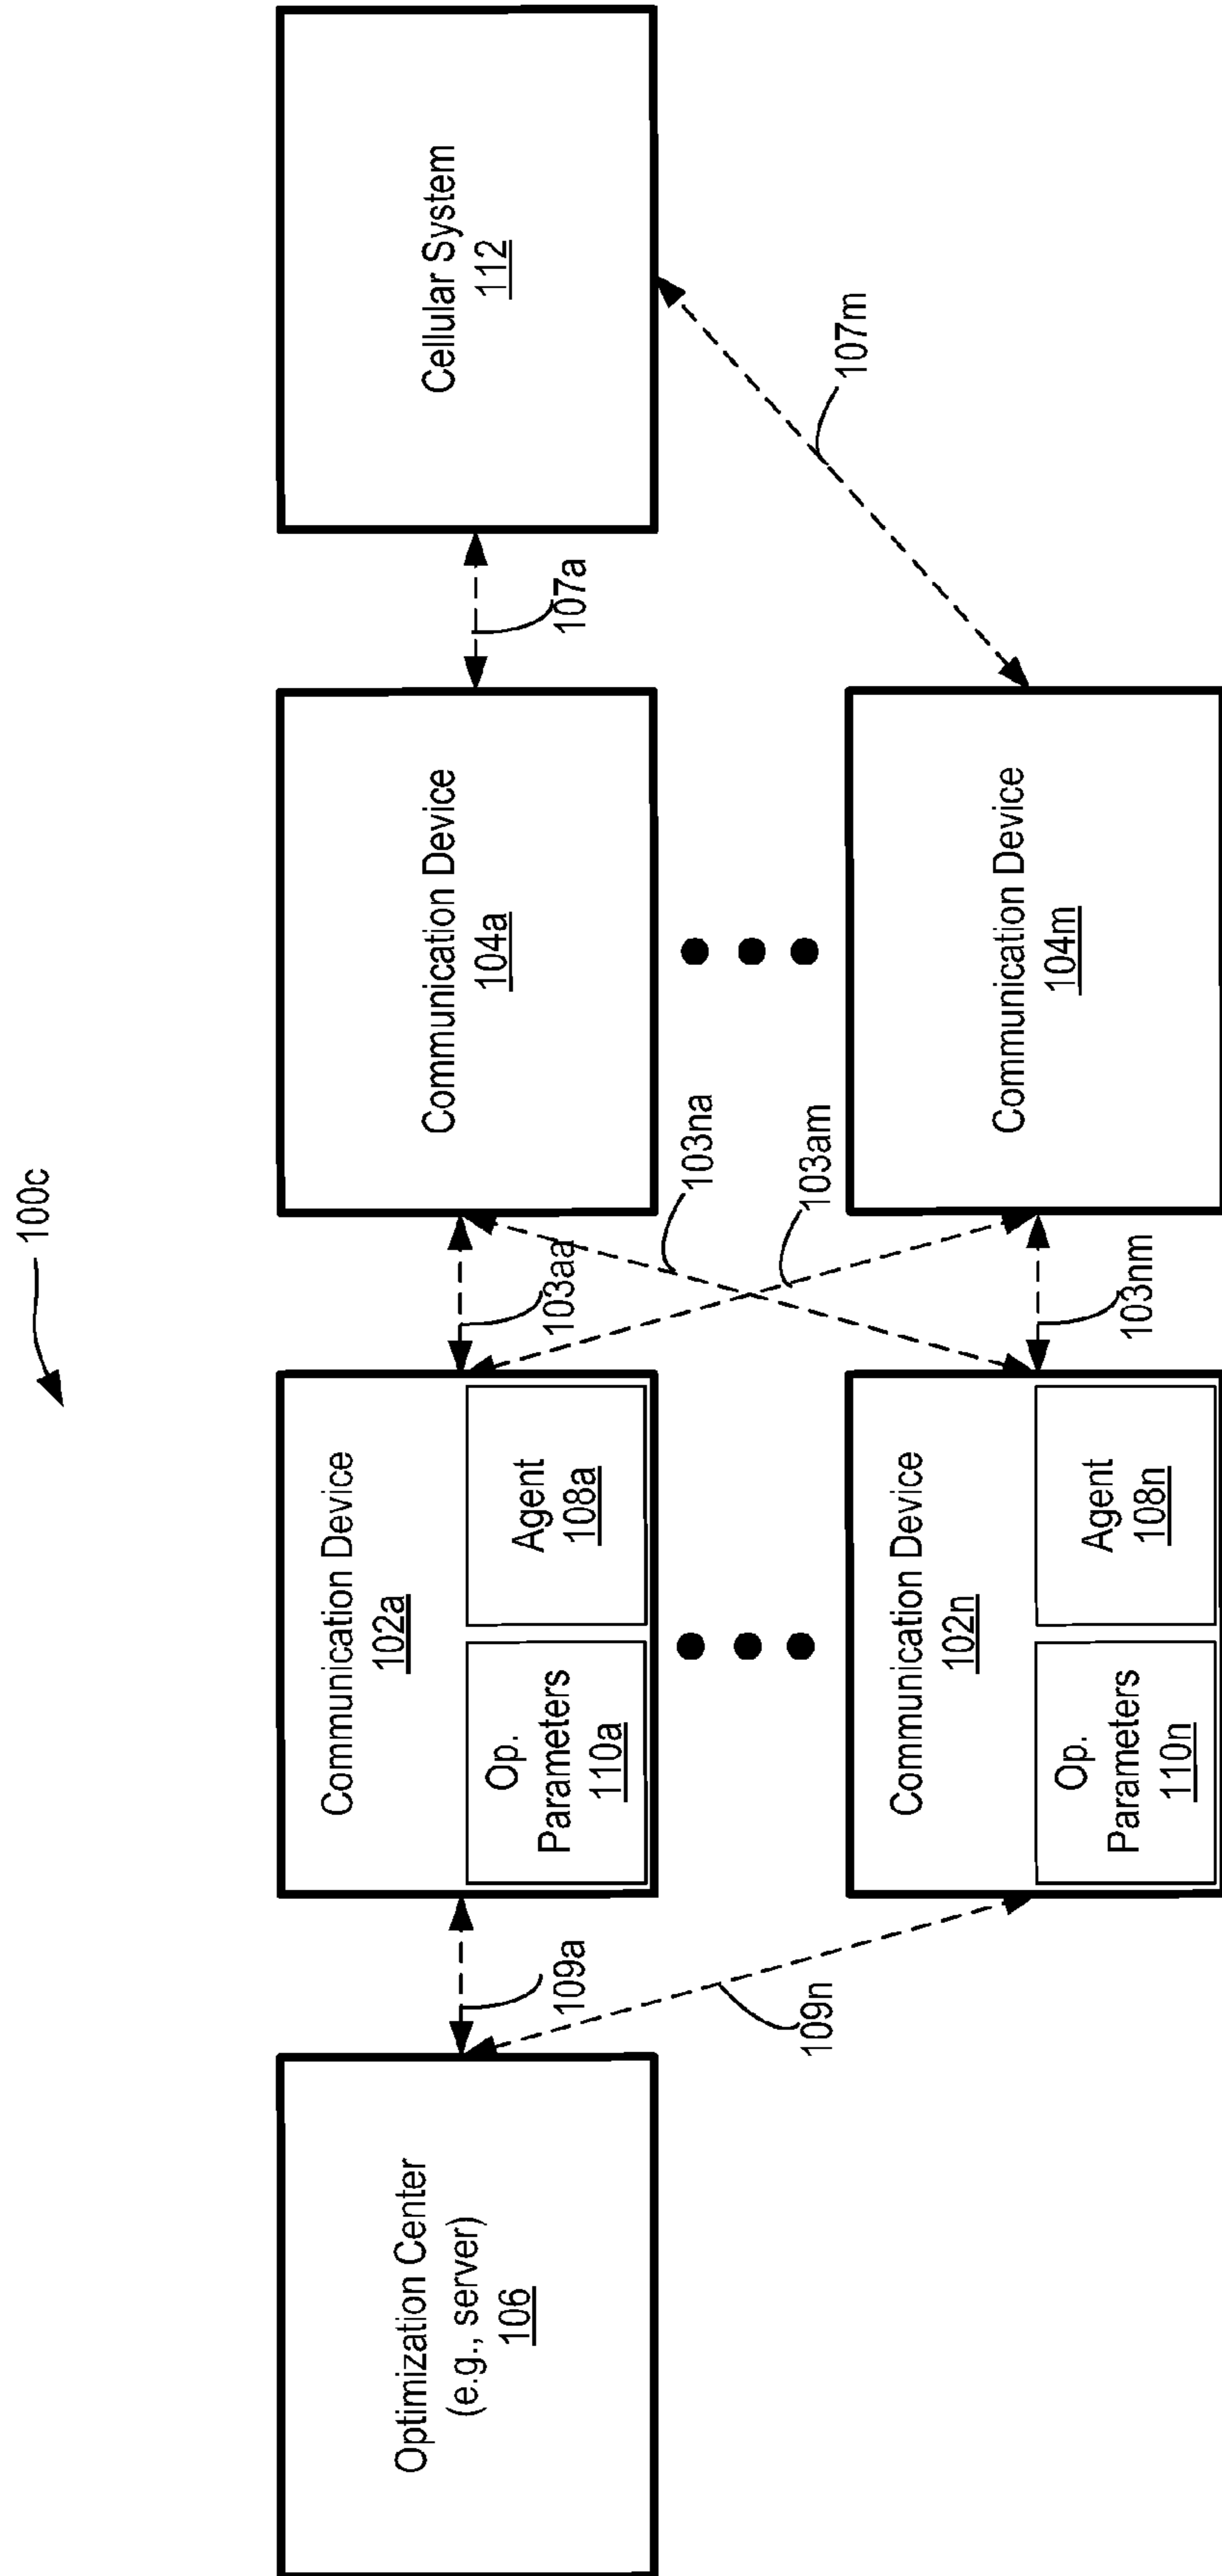 100c
Optimization Center
(e.g., server)
106
109a
109n
Communication Device
102a
Op.
Parameters
110a
Agent
108a
Communication Device
102n
Op.
Parameters
110n
Agent
108n
103aa
103na
103am
103nm
Communication Device
104a
Communication Device
104m
107a
107m
Cellular System
112